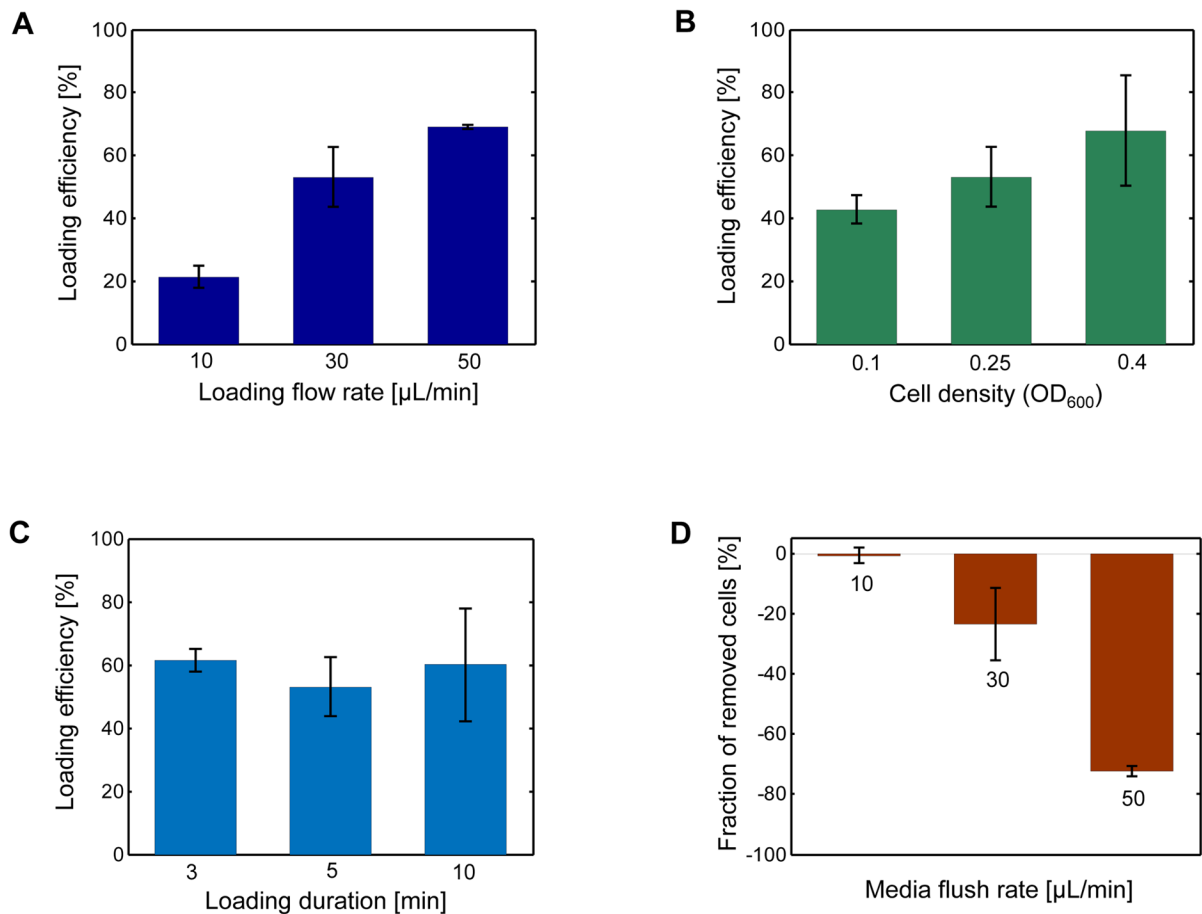 A
Loading efficiency [%]
100
80
60
40
20
0
10 30 50
Loading flow rate [µL/min]
B
Loading efficiency [%]
100
80
60
40
20
0
0.1 0.25 0.4
Cell density (OD₆₀₀)
C
Loading efficiency [%]
100
80
60
40
20
0
3 5 10
Loading duration [min]
D
Fraction of removed cells [%]
0
-20
-40
-60
-80
-100
10
30
50
Media flush rate [µL/min]